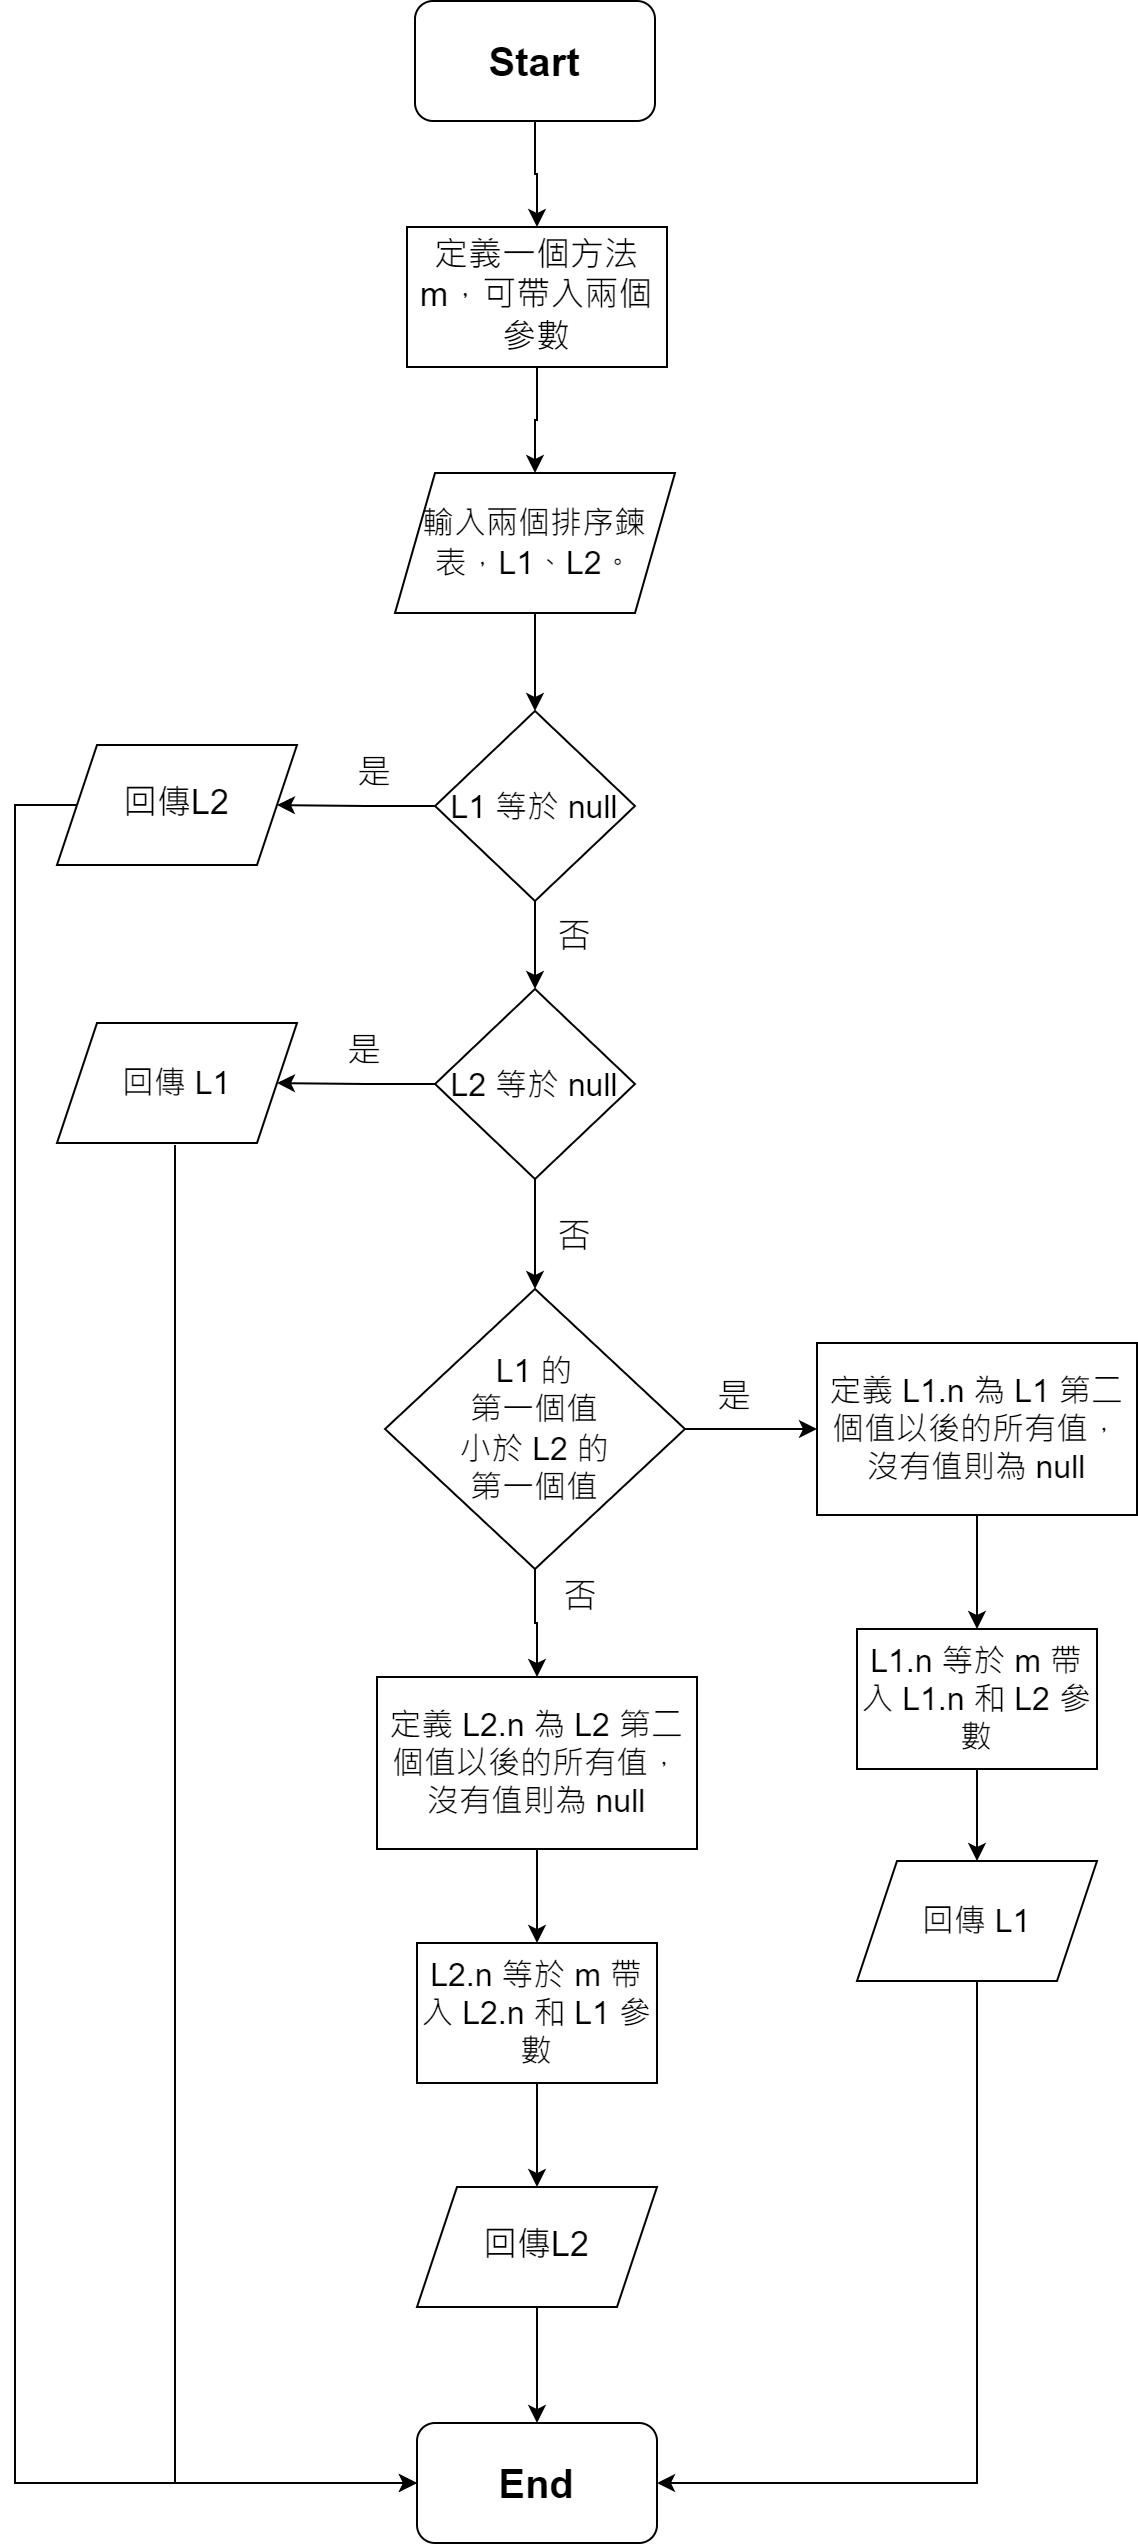 Start
定義一個方法
m，可帶入兩個
參數
輸入兩個排序鍊
表，L1、L2。
是
回傳L2
L1 等於 null
否
是
回傳 L1
L2 等於 null
否
L1 的
第一個值
小於 L2 的
第一個值
是
定義 L1.n 為 L1 第二
個值以後的所有值，
沒有值則為 null
否
L1.n 等於 m 帶
入 L1.n 和 L2 參
數
定義 L2.n 為 L2 第二
個值以後的所有值，
沒有值則為 null
回傳 L1
L2.n 等於 m 帶
入 L2.n 和 L1 參
數
回傳L2
End